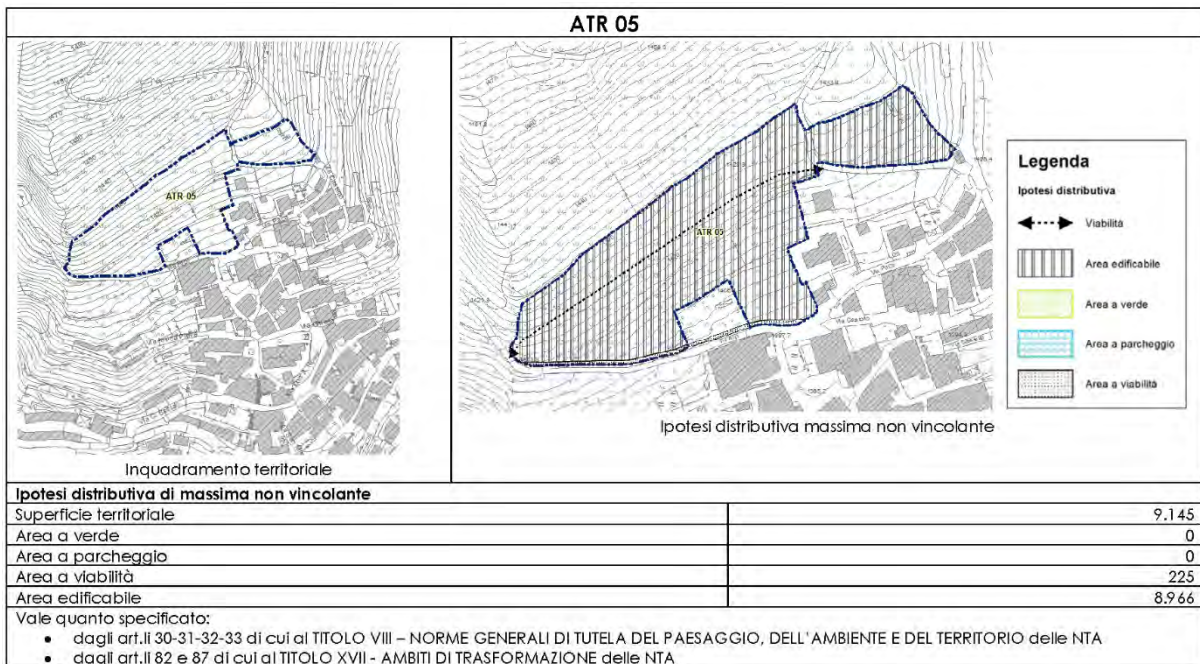 ATR 05
ATR 05
Inquadramento territoriale
ATR 05
Ipotesi distributiva massima non vincolante
Legenda
Ipotesi distributiva
Viabilità
Area edificabile
Area a verde
Area a parcheggio
Area a viabilità
Ipotesi distributiva di massima non vincolante
Superficie territoriale 9.145
Area a verde 0
Area a parcheggio 0
Area a viabilità 225
Area edificabile 8.966
Vale quanto specificato:
• dagli art.li 30-31-32-33 di cui al TITOLO VIII – NORME GENERALI DI TUTELA DEL PAESAGGIO, DELL'AMBIENTE E DEL TERRITORIO delle NTA
• dagli art.li 82 e 87 di cui al TITOLO XVII - AMBITI DI TRASFORMAZIONE delle NTA